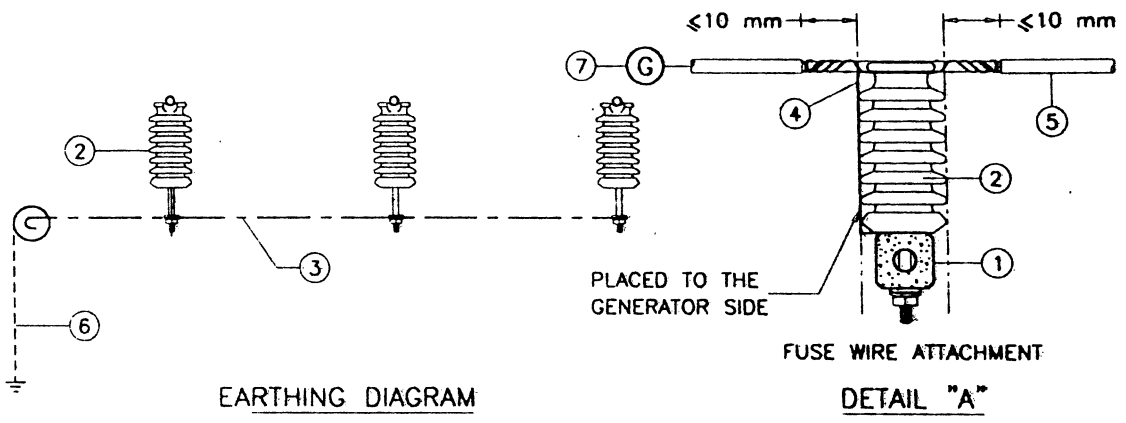 ≤10 mm
≤10 mm
7
G
4
5
2
2
3
1
PLACED TO THE
GENERATOR SIDE
6
FUSE WIRE ATTACHMENT
EARTHING DIAGRAM
DETAIL "A"